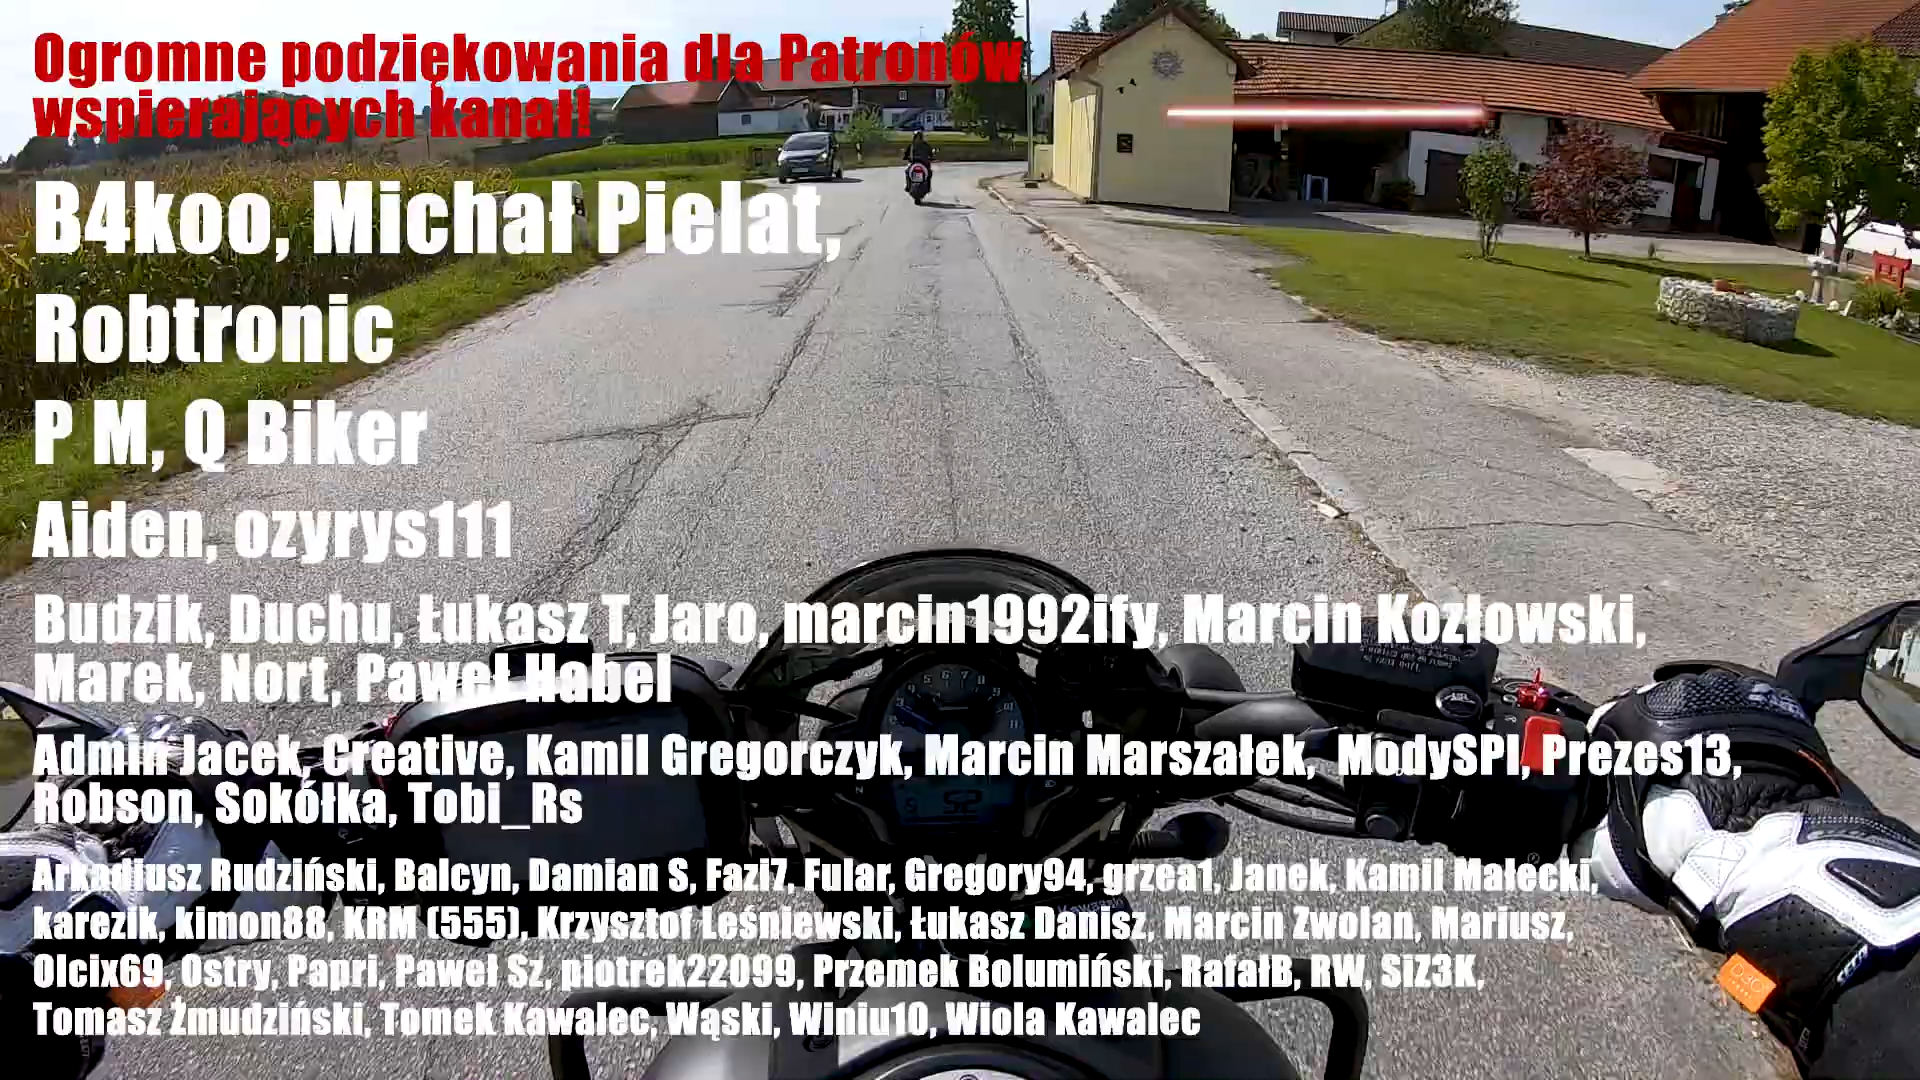 Ogromne podziękowania dla Patronów
wspierających kanał!
B4koo, Michał Pielat,
Robtronic
P M, Q Biker
Aiden, ozyrys111
Budzik, Duchu, Łukasz T, Jaro, marcin1992ify, Marcin Kozłowski,
Marek, Nort, Paweł Habel
Admin Jacek, Creative, Kamil Gregorczyk, Marcin Marszałek, ModySPl, Prezes13,
Robson, Sokółka, Tobi_Rs
Arkadiusz Rudziński, Balcyn, Damian S, Fazi7, Fular, Gregory94, grzea1, Janek, Kamil Małecki,
karezik, kimon88, KRM (555), Krzysztof Leśniewski, Łukasz Danisz, Marcin Zwolan, Mariusz,
Olcix69, Ostry, Papri, Paweł Sz, piotrek22099, Przemek Bolumiński, RafałB, RW, SiZ3K,
Tomasz Żmudziński, Tomek Kawalec, Wąski, Winiu10, Wiola Kawalec
52
Kawasaki
D3O